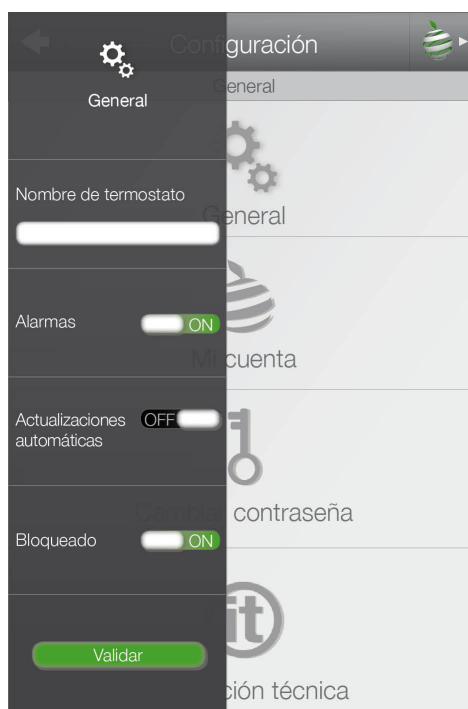 Configuración
General
General
Nombre de termostato
General
Alarmas
ON
Mi cuenta
Actualizaciones
automáticas
OFF
Cambiar contraseña
Bloqueado
ON
it
Validar
ción técnica